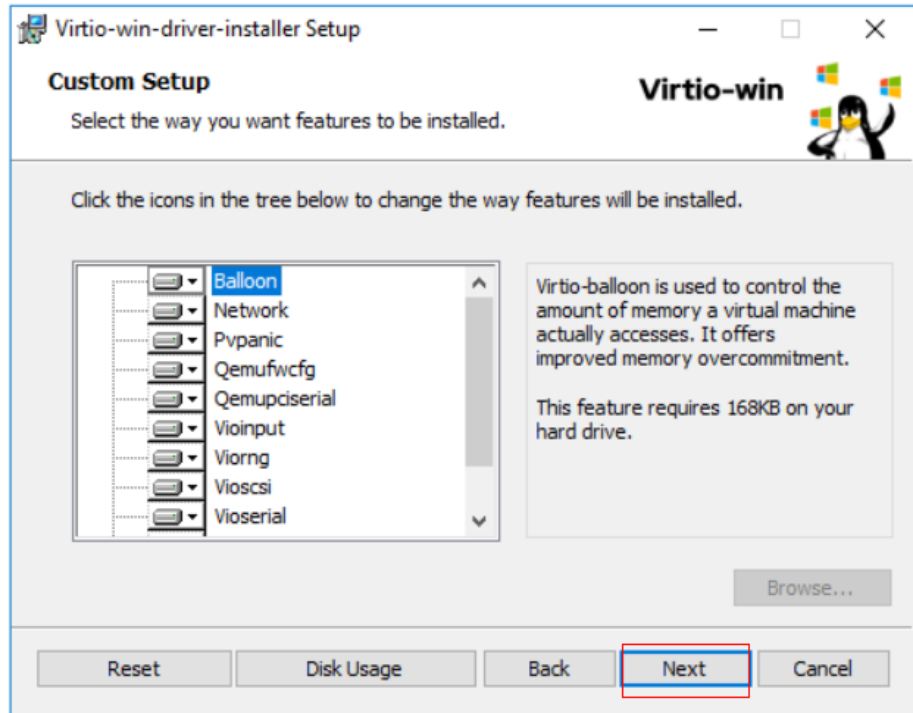 Virtio-win-driver-installer Setup
Custom Setup
Virtio-win
Select the way you want features to be installed.
Click the icons in the tree below to change the way features will be installed.
Balloon
Network
Pvpanic
Qemufwcfg
Qemupciserial
Vioinput
Viorng
Vioscsi
Vioserial
Virtio-balloon is used to control the
amount of memory a virtual machine
actually accesses. It offers
improved memory overcommitment.
This feature requires 168KB on your
hard drive.
Browse...
Reset
Disk Usage
Back
Next
Cancel